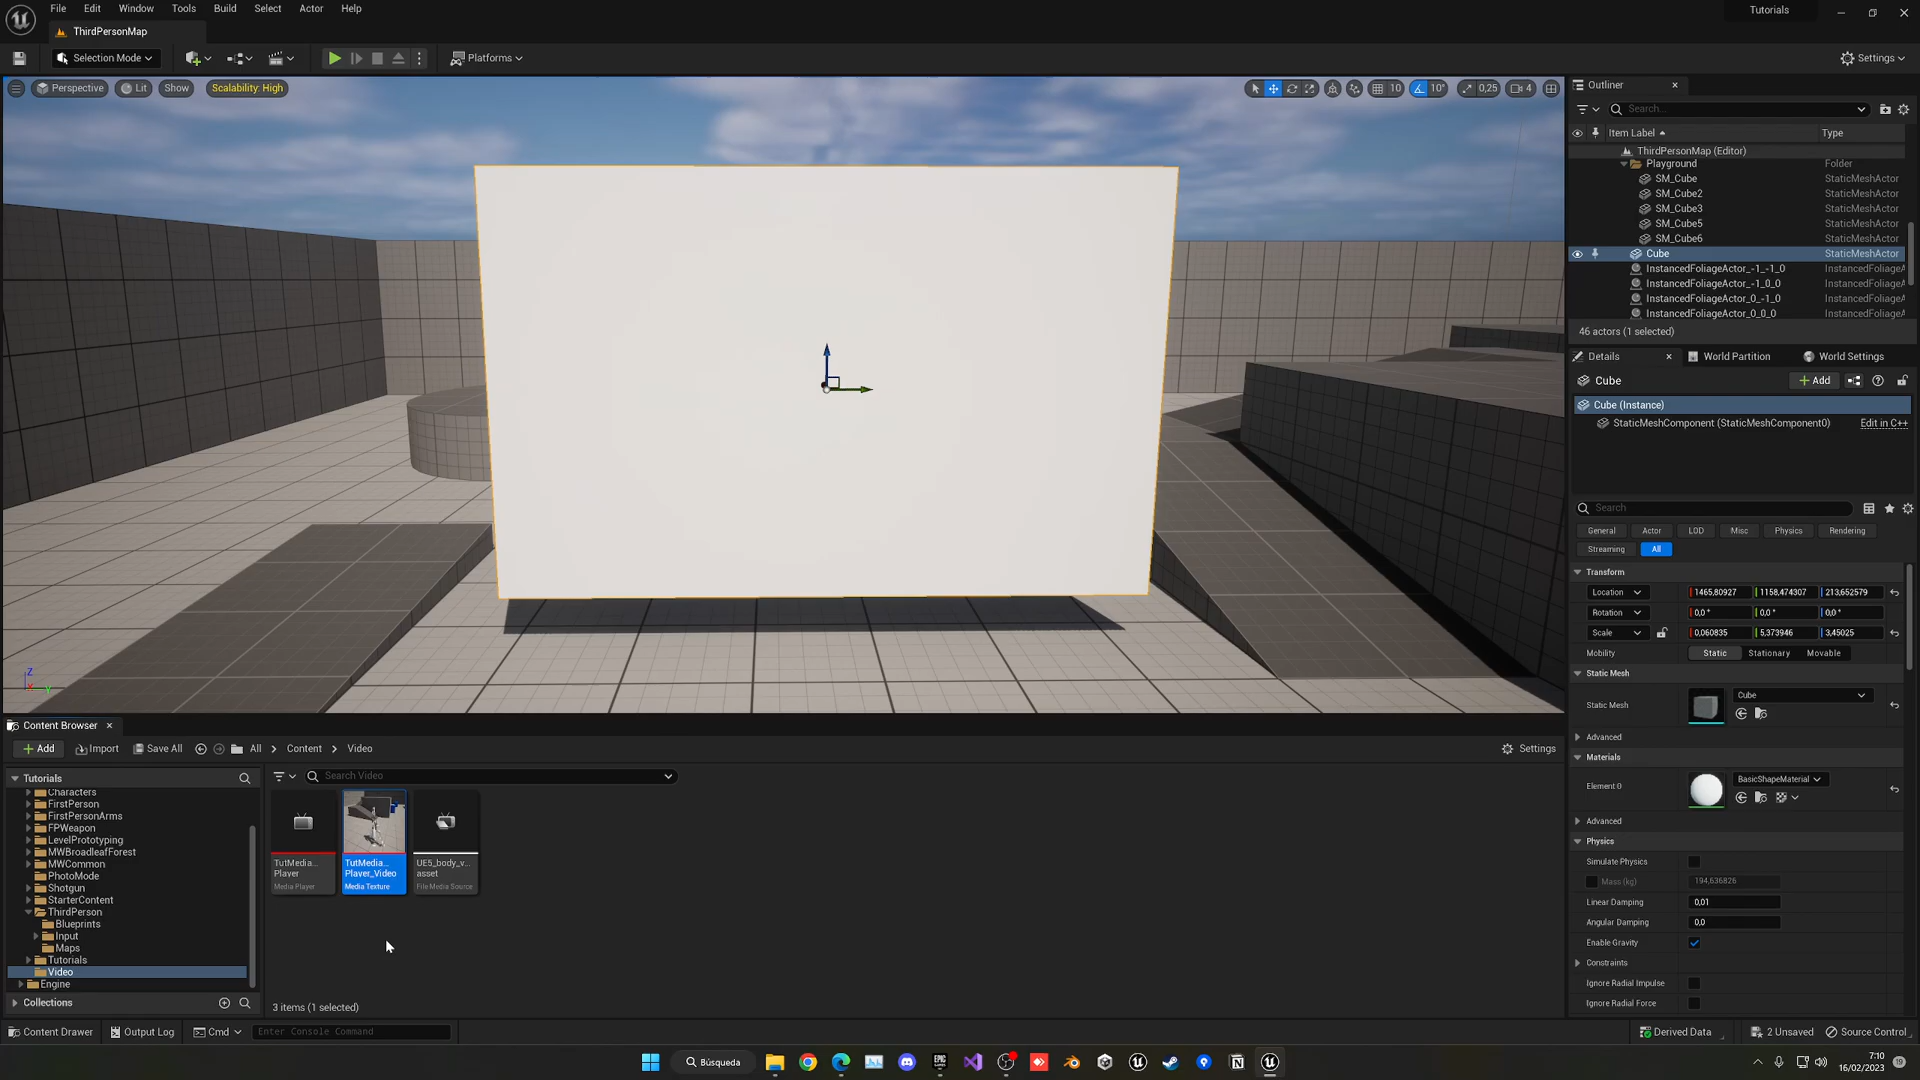 File Edit Window Tools Build Select Actor Help
Tutorials
ThirdPersonMap
Selection Mode
Platforms
Settings
Perspective Lit Show Scalability: High
10 10° 0,25 4
Outliner
Search...
Item Label Type
ThirdPersonMap (Editor)
Playground Folder
SM_Cube StaticMeshActor
SM_Cube2 StaticMeshActor
SM_Cube3 StaticMeshActor
SM_Cube5 StaticMeshActor
SM_Cube6 StaticMeshActor
Cube StaticMeshActor
InstancedFoliageActor_-1_-1_0 InstancedFoliageA
InstancedFoliageActor_-1_0_0 InstancedFoliageA
InstancedFoliageActor_0_-1_0 InstancedFoliageA
InstancedFoliageActor_0_0_0 InstancedFoliageA
46 actors (1 selected)
Details World Partition World Settings
Cube
Add
Cube (Instance)
StaticMeshComponent (StaticMeshComponent0) Edit in C++
Search
General Actor LOD Misc Physics Rendering
Streaming All
Transform
Location 1465,80927 1158,474307 213,652579
Rotation 0,0 ° 0,0 ° 0,0 °
Scale 0,060835 5,373946 3,45025
Mobility Static Stationary Movable
Static Mesh
Static Mesh Cube
Advanced
Materials
Element 0 BasicShapeMaterial
Advanced
Physics
Simulate Physics
Mass (kg) 194,636826
Linear Damping 0,01
Angular Damping 0,0
Enable Gravity
Constraints
Ignore Radial Impulse
Ignore Radial Force
Z
Y
Content Browser
Add Import Save All All Content Video Settings
Tutorials
Characters
FirstPerson
FirstPersonArms
FPWeapon
LevelPrototyping
MWBroadleafForest
MWCommon
PhotoMode
Shotgun
StarterContent
ThirdPerson
Blueprints
Input
Maps
Tutorials
Video
Engine
Collections
Search Video
TutMedia... Player
Media Player
TutMedia... Player_Video
Media Texture
UE5_body_v... asset
File Media Source
3 items (1 selected)
Content Drawer Output Log Cmd Enter Console Command
Derived Data 2 Unsaved Source Control
Búsqueda
EPIC
7:10
16/02/2023